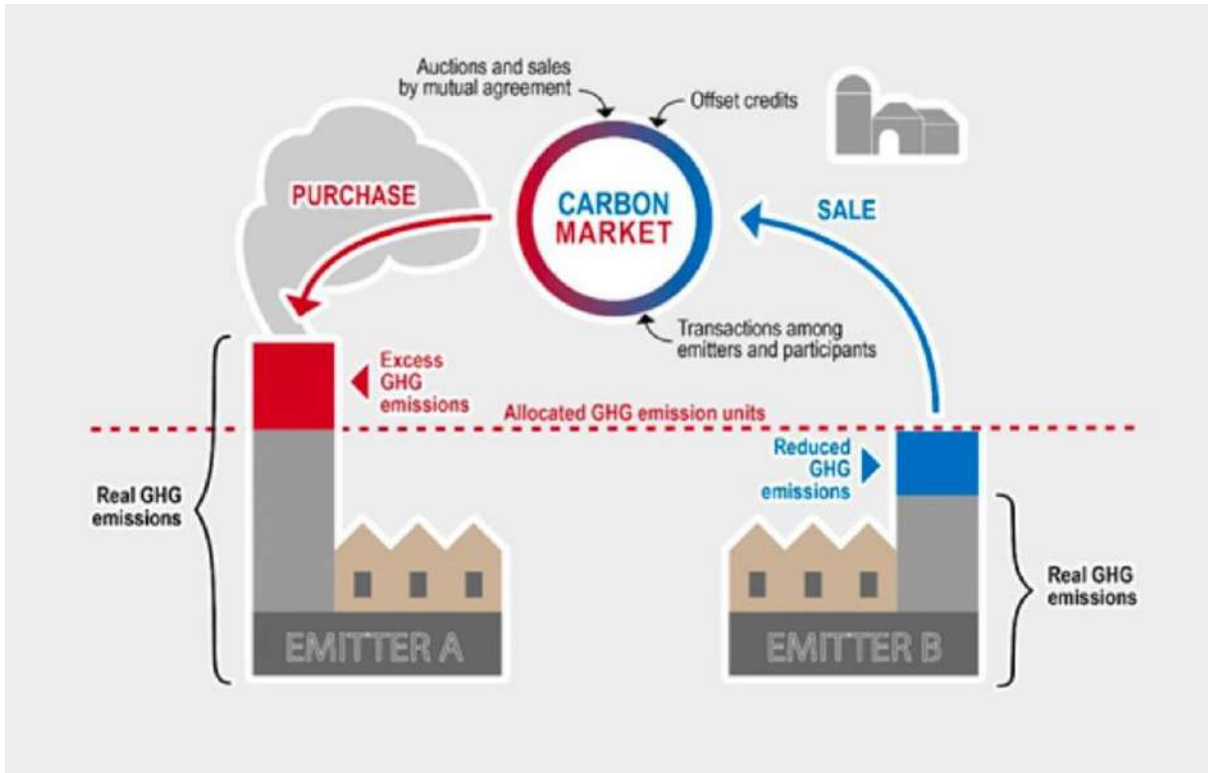 Auctions and sales
by mutual agreement
Offset credits
PURCHASE
CARBON
MARKET
SALE
Transactions among
emitters and participants
Excess
GHG
emissions
Allocated GHG emission units
Reduced
GHG
emissions
Real GHG
emissions
Real GHG
emissions
EMITTER A
EMITTER B